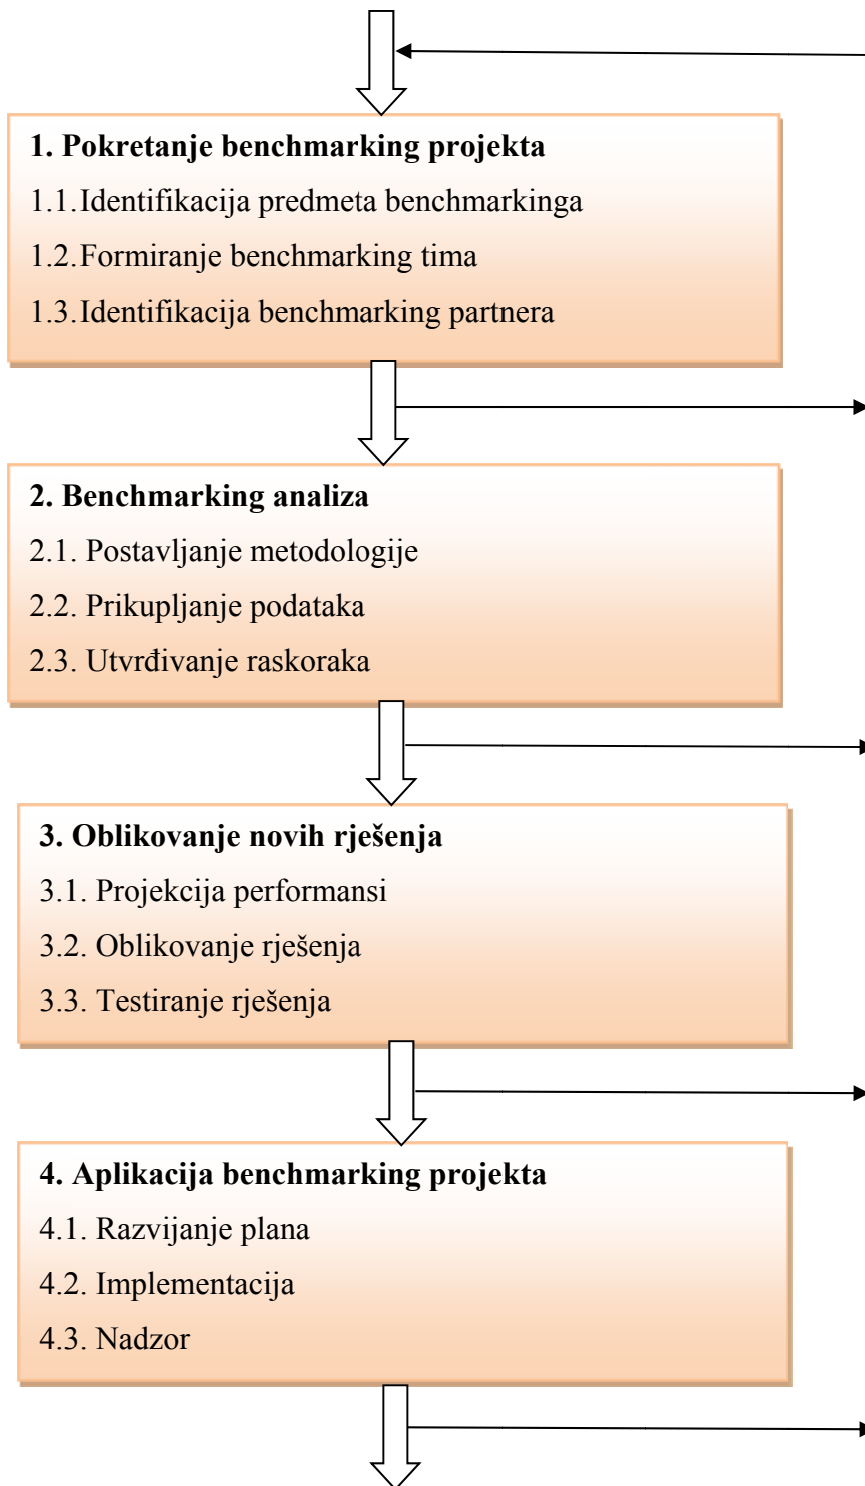 1. Pokretanje benchmarking projekta
1.1. Identifikacija predmeta benchmarkinga
1.2. Formiranje benchmarking tima
1.3. Identifikacija benchmarking partnera
2. Benchmarking analiza
2.1. Postavljanje metodologije
2.2. Prikupljanje podataka
2.3. Utvrđivanje raskoraka
3. Oblikovanje novih rješenja
3.1. Projekcija performansi
3.2. Oblikovanje rješenja
3.3. Testiranje rješenja
4. Aplikacija benchmarking projekta
4.1. Razvijanje plana
4.2. Implementacija
4.3. Nadzor